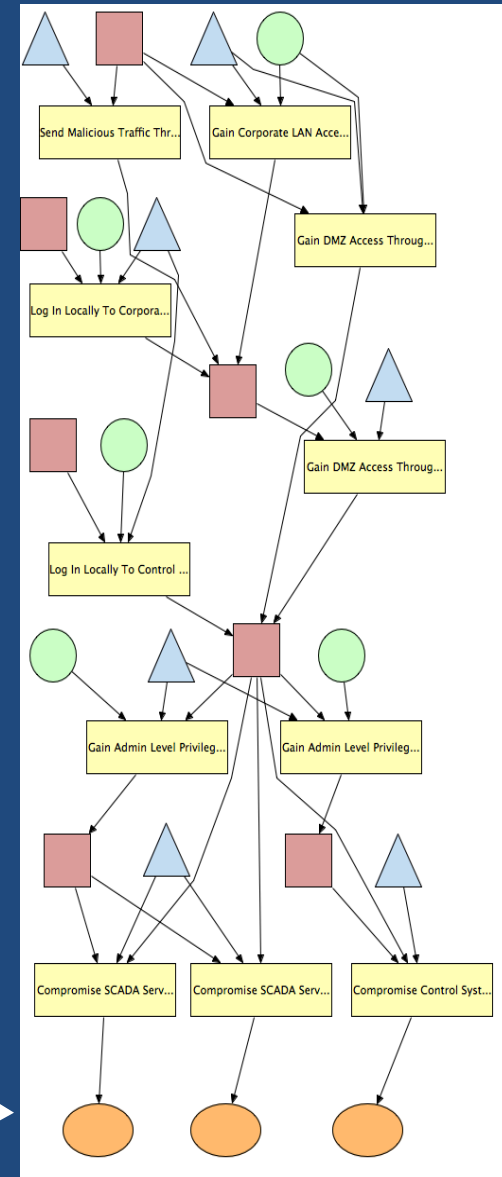 Send Malicious Traffic Thr...
Gain Corporate LAN Acce...
Gain DMZ Access Throug...
Log In Locally To Corpora...
Gain DMZ Access Throug...
Log In Locally To Control ...
Gain Admin Level Privileg...
Gain Admin Level Privileg...
Compromise SCADA Serv...
Compromise SCADA Serv...
Compromise Control Syst...